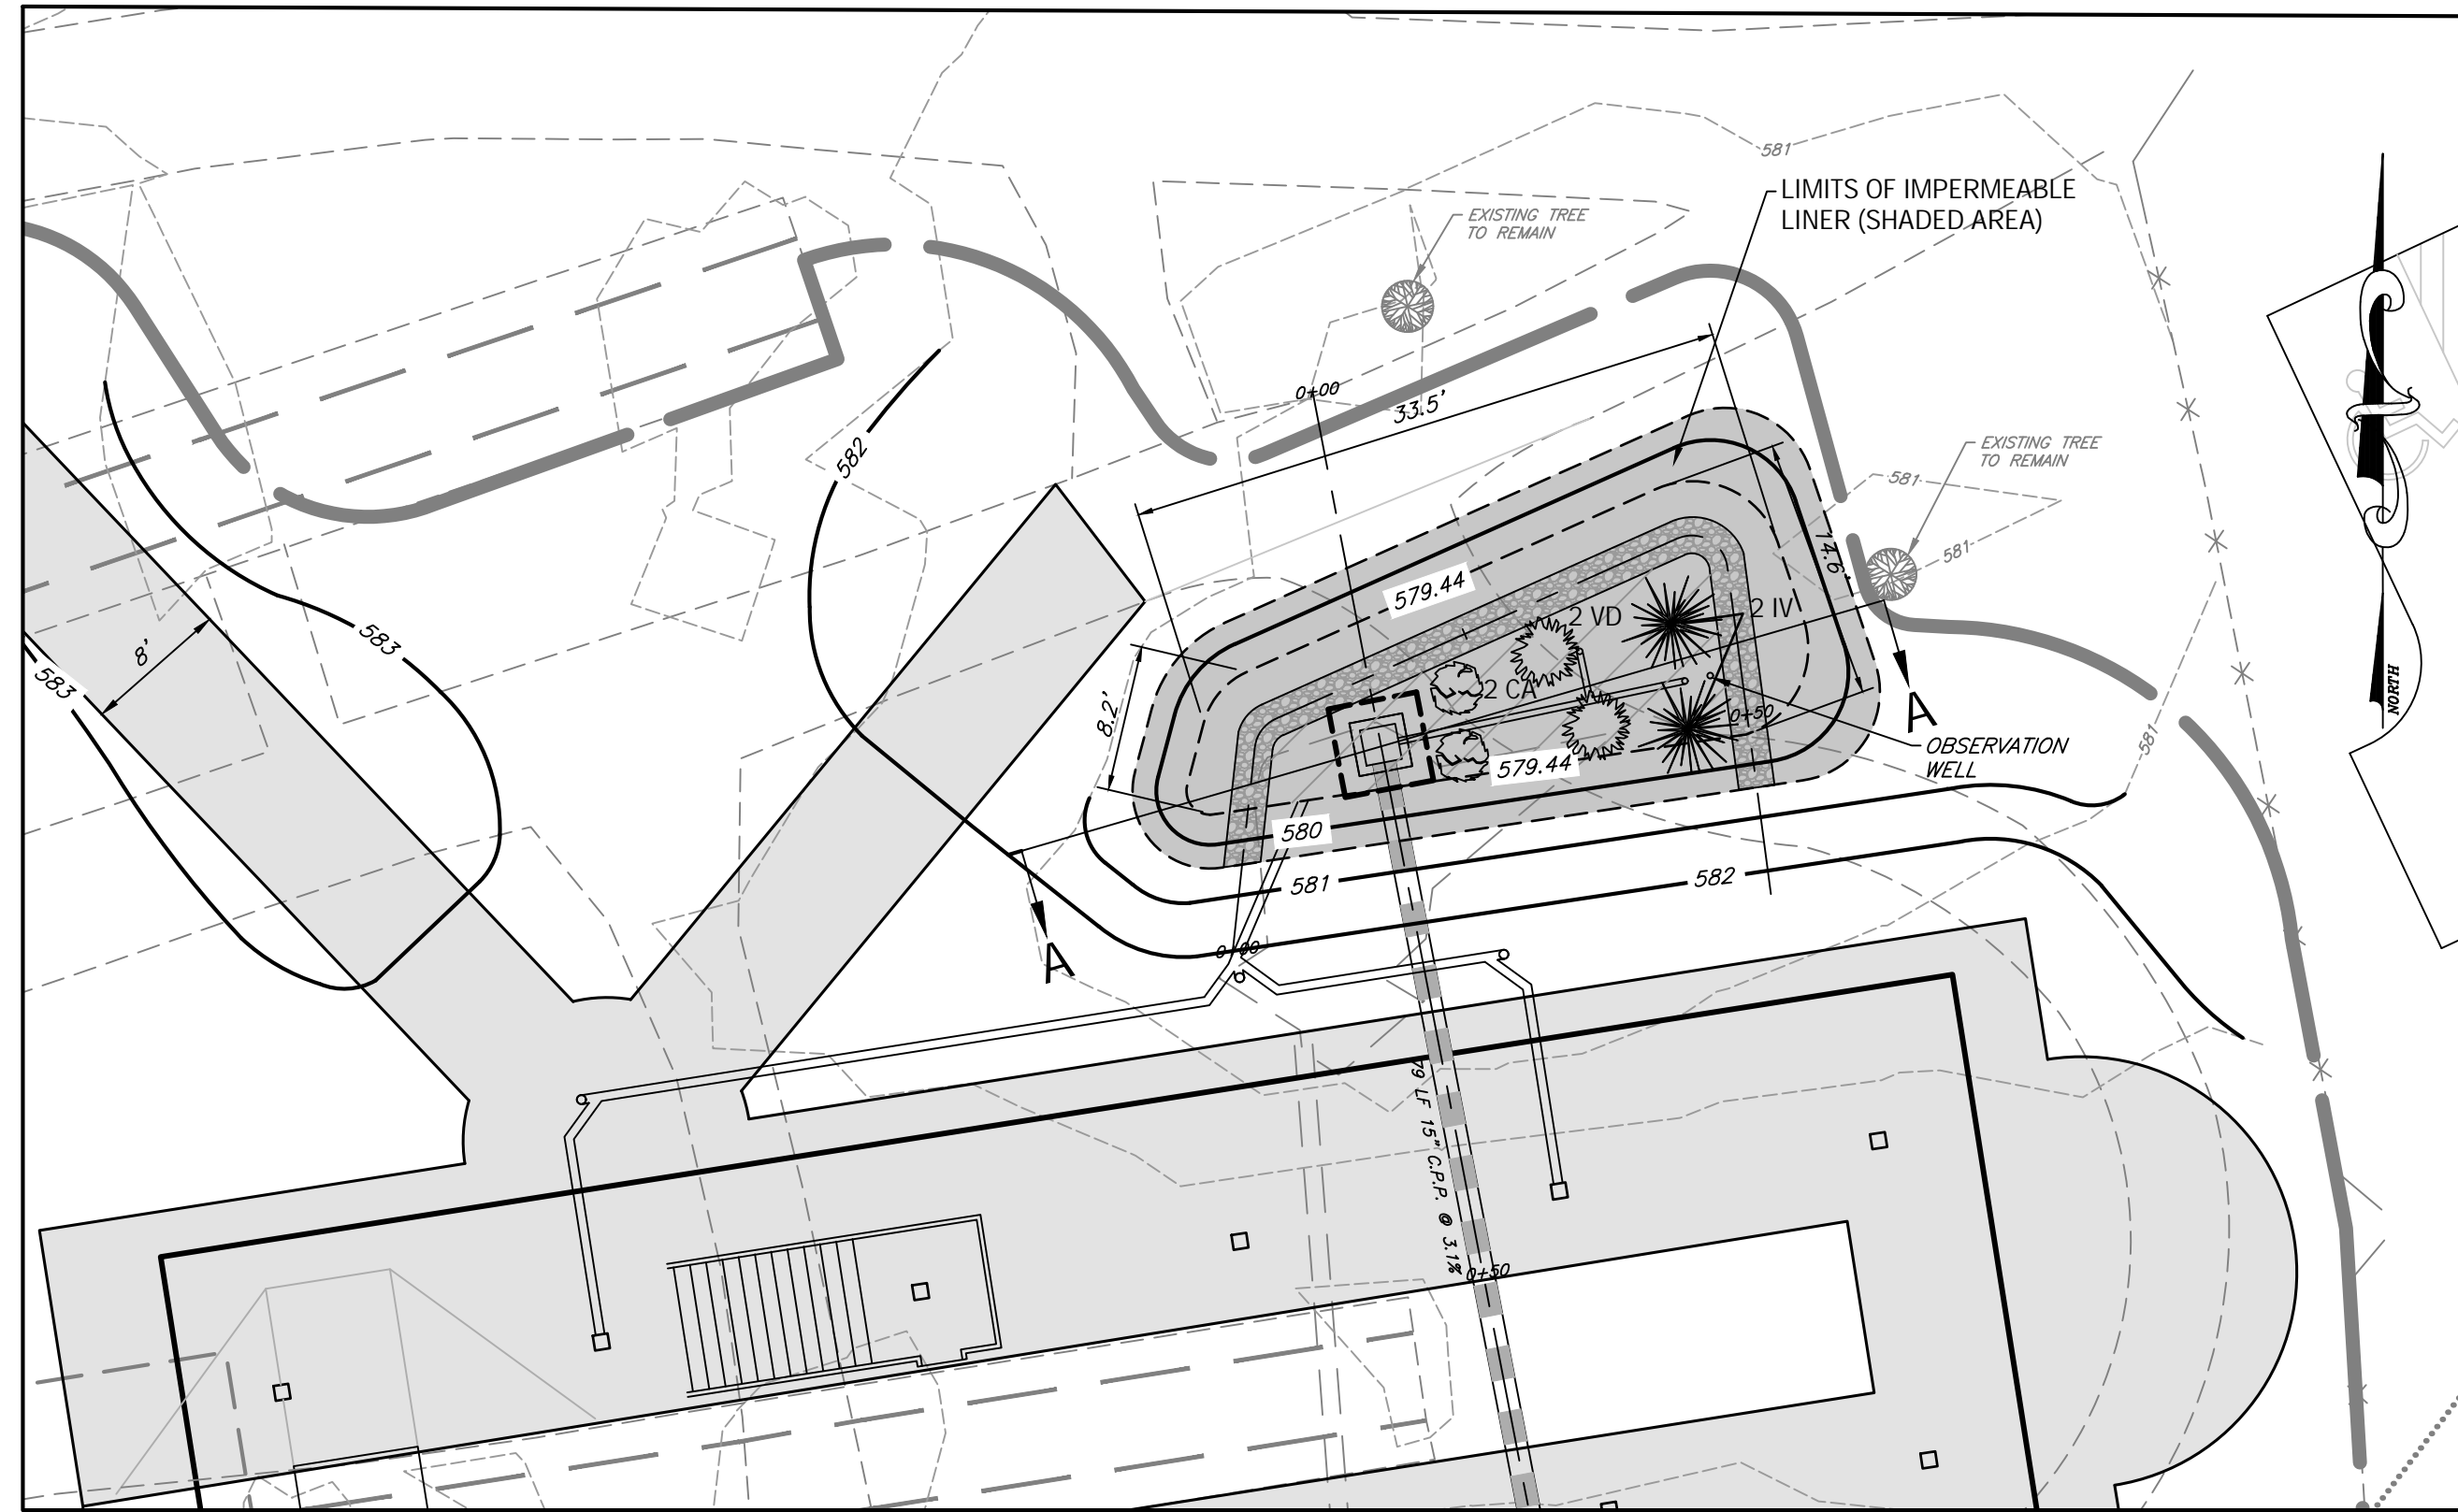 581
LIMITS OF IMPERMEABLE
LINER (SHADED AREA)
EXISTING TREE
TO REMAIN
0+00
33.5'
582
EXISTING TREE
TO REMAIN
581
581
14.6'
579.44
2 VD
2 IV
583
8'
583
2 CA
8.2'
0+50
A
NORTH
OBSERVATION
WELL
581
579.44
580
581
582
0+00
A
79 LF 15" C.P.P. @ 3.1%
0+50